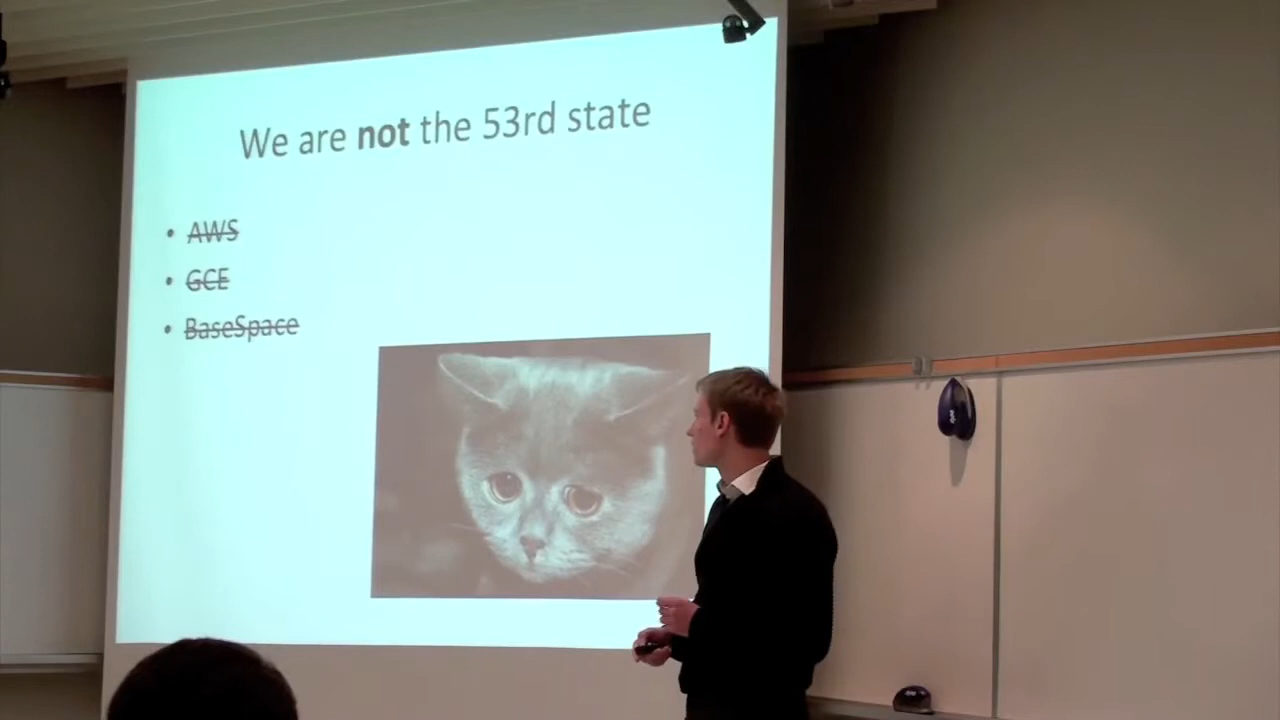 We are not the 53rd state
• AWS
• GCE
• BaseSpace